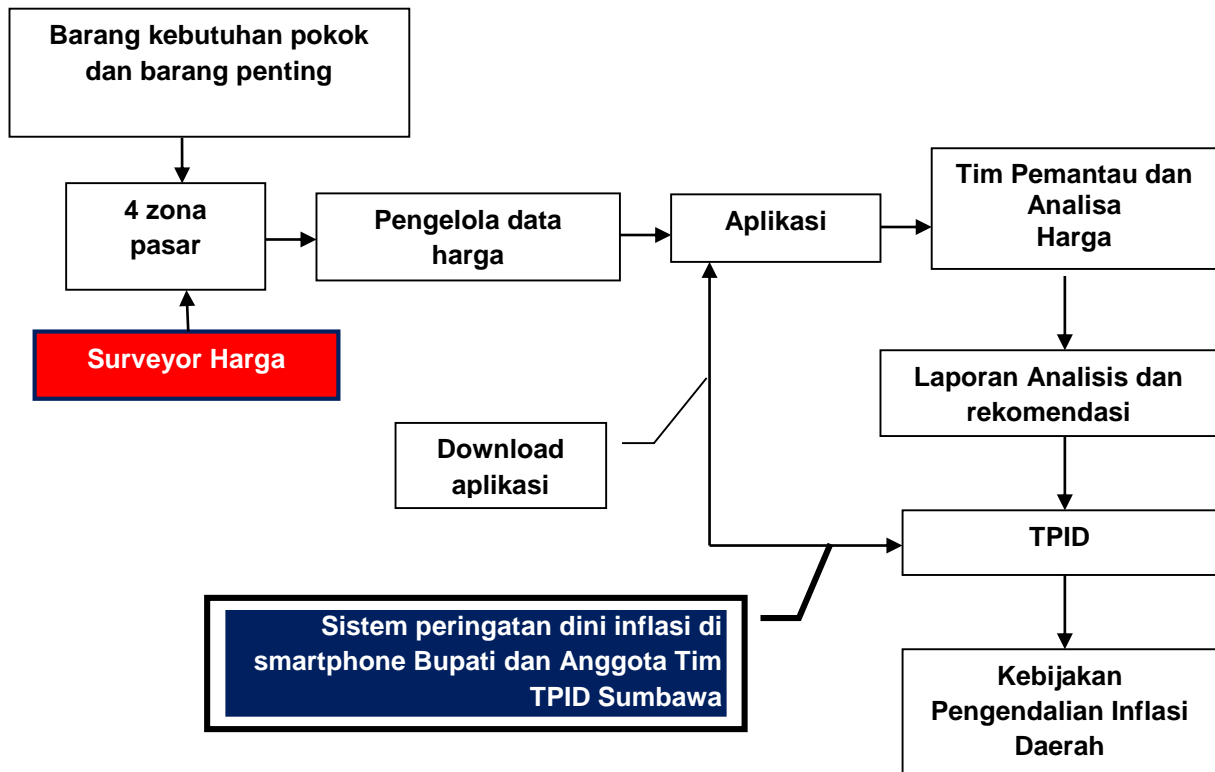 Barang kebutuhan pokok
dan barang penting
4 zona
pasar
Pengelola data
harga
Aplikasi
Tim Pemantau dan
Analisa
Harga
Surveyor Harga
Laporan Analisis dan
rekomendasi
Download
aplikasi
TPID
Sistem peringatan dini inflasi di
smartphone Bupati dan Anggota Tim
TPID Sumbawa
Kebijakan
Pengendalian Inflasi
Daerah